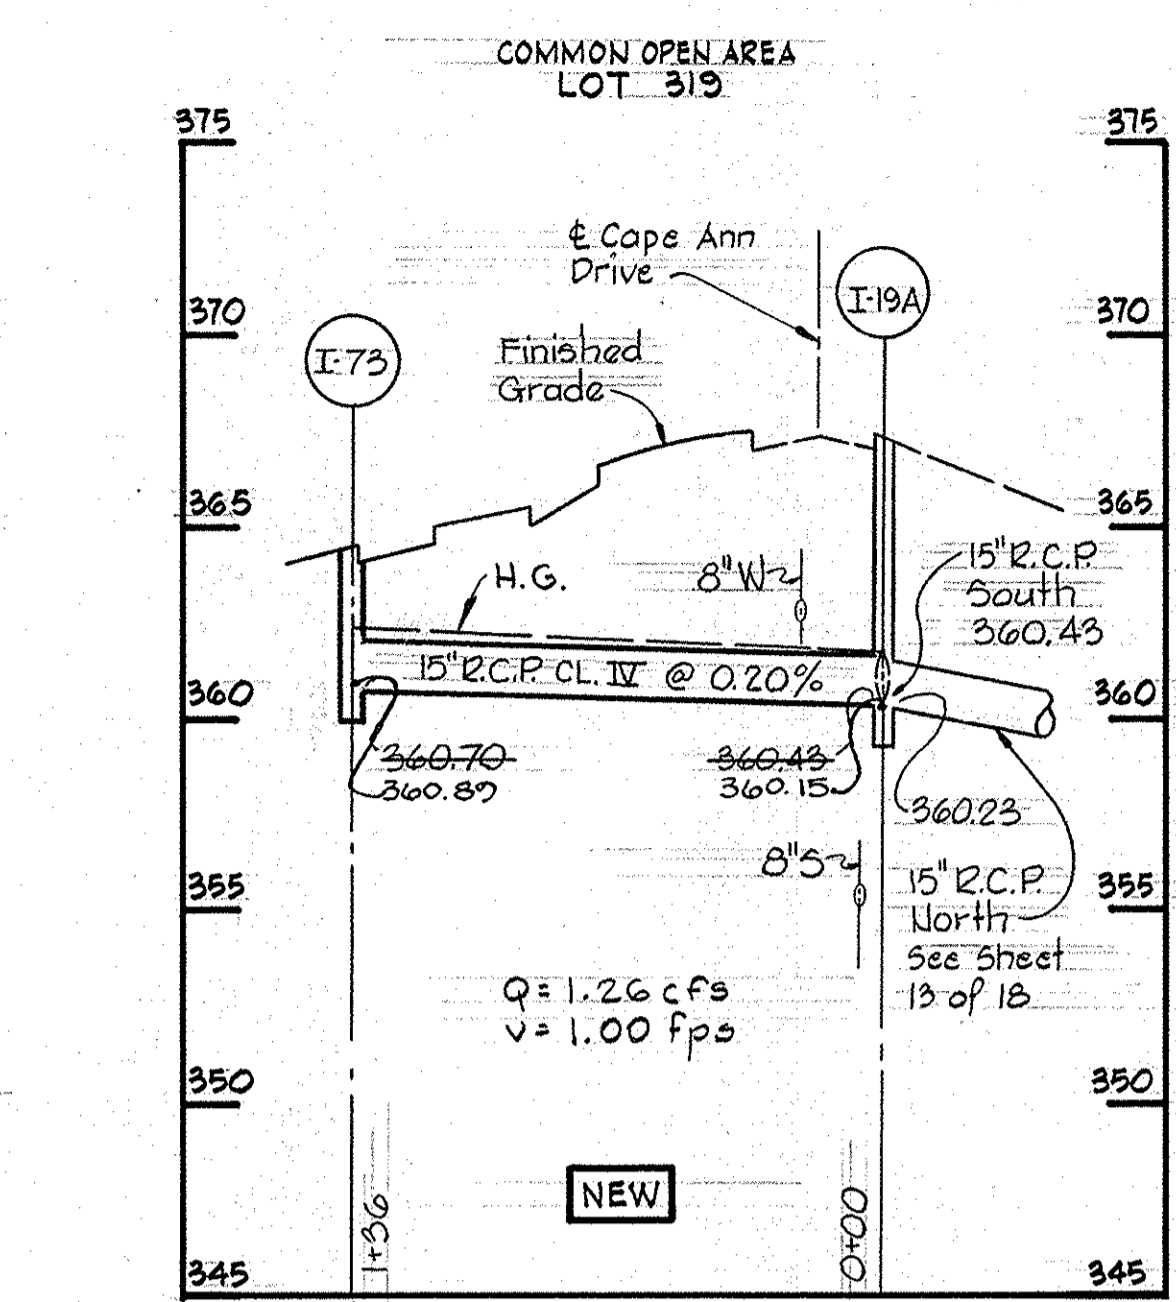 COMMON OPEN AREA
LOT 319
375
375
℄ Cape Ann
Drive
I-19A
370
370
I-73
Finished
Grade
365
365
H.G.
8"W
15" R.C.P.
South
360.43
15" R.C.P. CL. IV @ 0.20%
360
360
360.70
360.89
360.43
360.15
360.23
8"S
15" R.C.P.
North
See Sheet
13 of 18
355
355
Q = 1.26 cfs
v = 1.00 fps
350
350
NEW
1+36
0+00
345
345